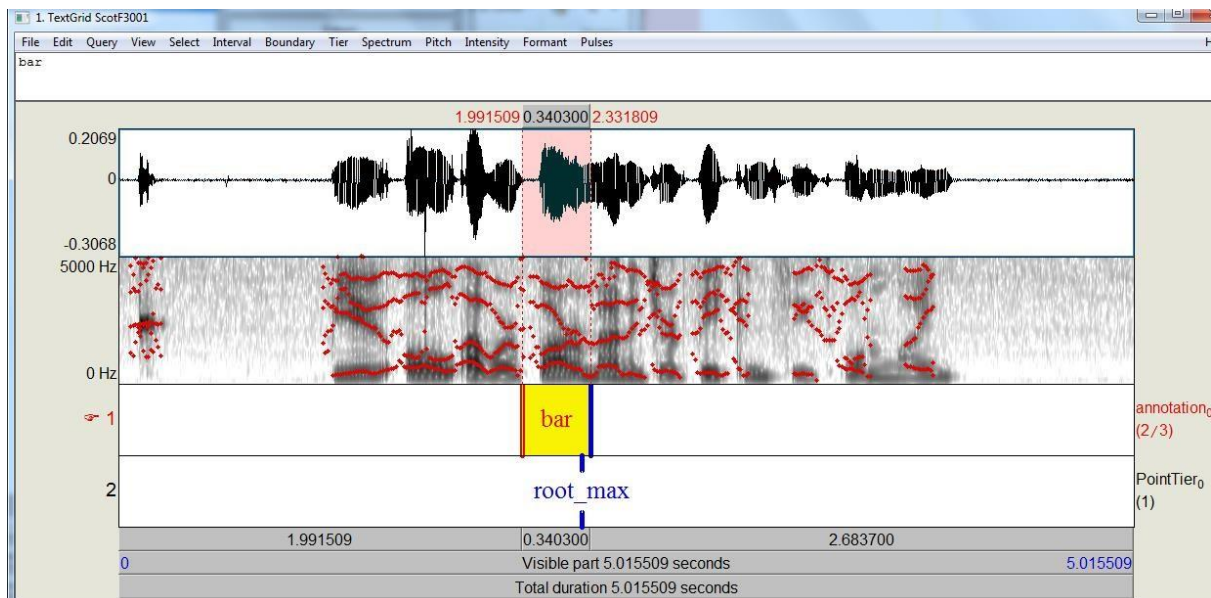 1. TextGrid ScotF3001
File Edit Query View Select Interval Boundary Tier Spectrum Pitch Intensity Formant Pulses H
bar
1.991509 0.340300 2.331809
0.2069
0
-0.3068
5000 Hz
0 Hz
1 bar annotation0
(2/3)
2 root_max PointTier0
(1)
1.991509 0.340300 2.683700
0 Visible part 5.015509 seconds 5.015509
Total duration 5.015509 seconds